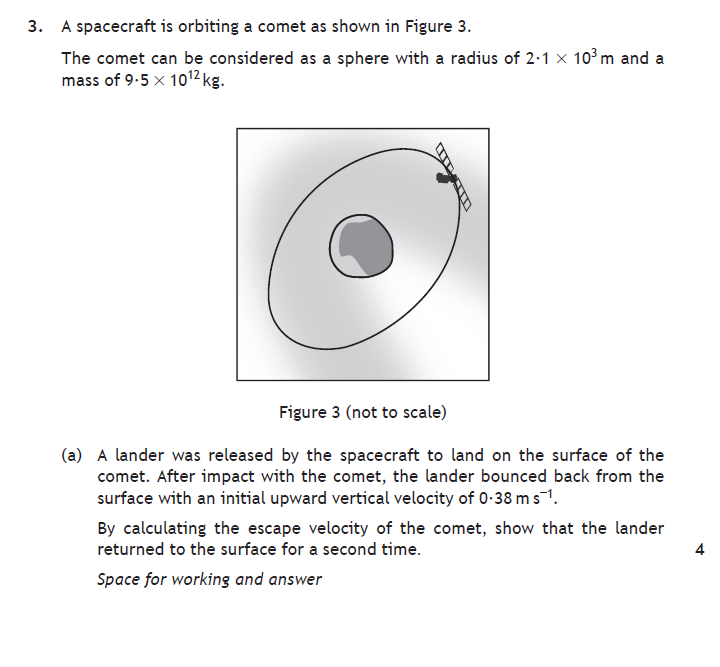 3. A spacecraft is orbiting a comet as shown in Figure 3.
The comet can be considered as a sphere with a radius of 2·1 × 10³ m and a
mass of 9·5 × 10¹² kg.
Figure 3 (not to scale)
(a) A lander was released by the spacecraft to land on the surface of the
comet. After impact with the comet, the lander bounced back from the
surface with an initial upward vertical velocity of 0·38 m s⁻¹.
By calculating the escape velocity of the comet, show that the lander
returned to the surface for a second time. 4
Space for working and answer